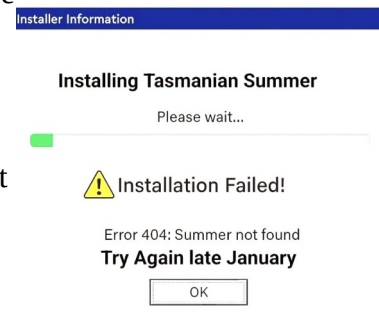 Installer Information
Installing Tasmanian Summer
Please wait...
Installation Failed!
Error 404: Summer not found
Try Again late January
OK